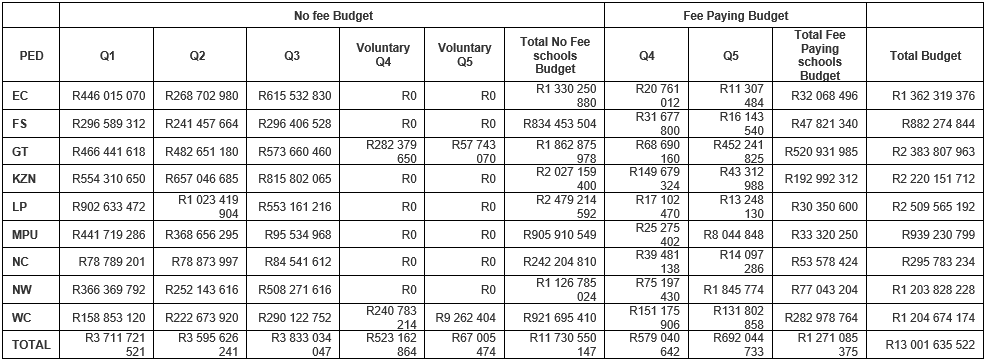 No fee Budget Fee Paying Budget
PED Q1 Q2 Q3 Voluntary Q4 Voluntary Q5 Total No Fee schools Budget Q4 Q5 Total Fee Paying schools Budget Total Budget
EC R446 015 070 R268 702 980 R615 532 830 R0 R0 R1 330 250 880 R20 761 012 R11 307 484 R32 068 496 R1 362 319 376
FS R296 589 312 R241 457 664 R296 406 528 R0 R0 R834 453 504 R31 677 800 R16 143 540 R47 821 340 R882 274 844
GT R466 441 618 R482 651 180 R573 660 460 R282 379 650 R57 743 070 R1 862 875 978 R68 690 160 R452 241 825 R520 931 985 R2 383 807 963
KZN R554 310 650 R657 046 685 R815 802 065 R0 R0 R2 027 159 400 R149 679 324 R43 312 988 R192 992 312 R2 220 151 712
LP R902 633 472 R1 023 419 904 R553 161 216 R0 R0 R2 479 214 592 R17 102 470 R13 248 130 R30 350 600 R2 509 565 192
MPU R441 719 286 R368 656 295 R95 534 968 R0 R0 R905 910 549 R25 275 402 R8 044 848 R33 320 250 R939 230 799
NC R78 789 201 R78 873 997 R84 541 612 R0 R0 R242 204 810 R39 481 138 R14 097 286 R53 578 424 R295 783 234
NW R366 369 792 R252 143 616 R508 271 616 R0 R0 R1 126 785 024 R75 197 430 R1 845 774 R77 043 204 R1 203 828 228
WC R158 853 120 R222 673 920 R290 122 752 R240 783 214 R9 262 404 R921 695 410 R151 175 906 R131 802 858 R282 978 764 R1 204 674 174
TOTAL R3 711 721 521 R3 595 626 241 R3 833 034 047 R523 162 864 R67 005 474 R11 730 550 147 R579 040 642 R692 044 733 R1 271 085 375 R13 001 635 522